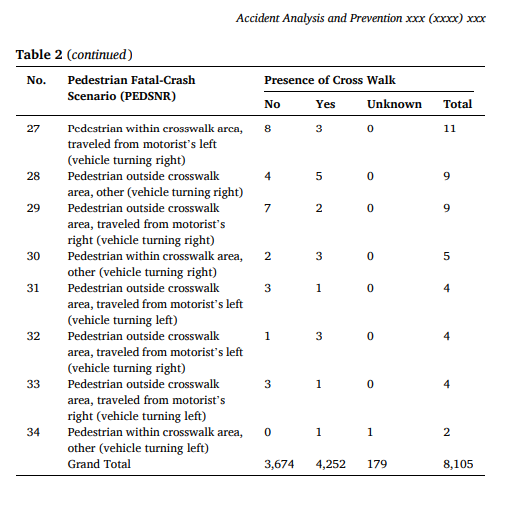 Accident Analysis and Prevention xxx (xxxx) xxx
Table 2 (continued)
No. Pedestrian Fatal-Crash Scenario (PEDSNR) Presence of Cross Walk
No Yes Unknown Total
27 Pedestrian within crosswalk area, 8 3 0 11
traveled from motorist's left
(vehicle turning right)
28 Pedestrian outside crosswalk 4 5 0 9
area, other (vehicle turning right)
29 Pedestrian outside crosswalk 7 2 0 9
area, traveled from motorist's
right (vehicle turning right)
30 Pedestrian within crosswalk area, 2 3 0 5
other (vehicle turning right)
31 Pedestrian outside crosswalk 3 1 0 4
area, traveled from motorist's left
(vehicle turning left)
32 Pedestrian outside crosswalk 1 3 0 4
area, traveled from motorist's left
(vehicle turning right)
33 Pedestrian outside crosswalk 3 1 0 4
area, traveled from motorist's
right (vehicle turning left)
34 Pedestrian within crosswalk area, 0 1 1 2
other (vehicle turning left)
Grand Total 3,674 4,252 179 8,105